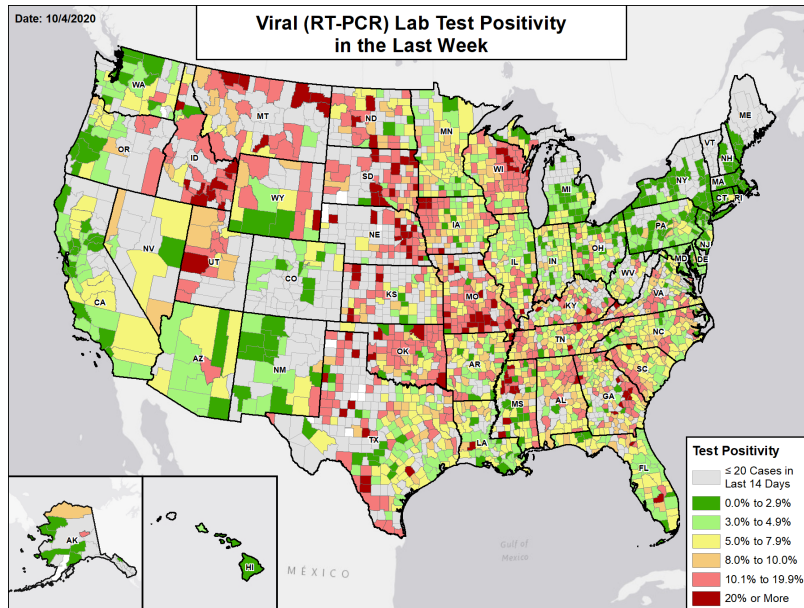 Date: 10/4/2020
Viral (RT-PCR) Lab Test Positivity
in the Last Week
WA
MT
ND
MN
ME
VT
NH
OR
ID
SD
WI
NY
MA
CT
RI
WY
MI
IA
PA
NJ
NE
NV
UT
OH
MD
DE
IL
IN
CO
WV
CA
KS
MO
KY
VA
TN
NC
AZ
NM
OK
AR
SC
MS
AL
GA
TX
LA
FL
AK
HI
MÉXICO
Gulf of
Mexico
Test Positivity
≤ 20 Cases in
Last 14 Days
0.0% to 2.9%
3.0% to 4.9%
5.0% to 7.9%
8.0% to 10.0%
10.1% to 19.9%
20% or More